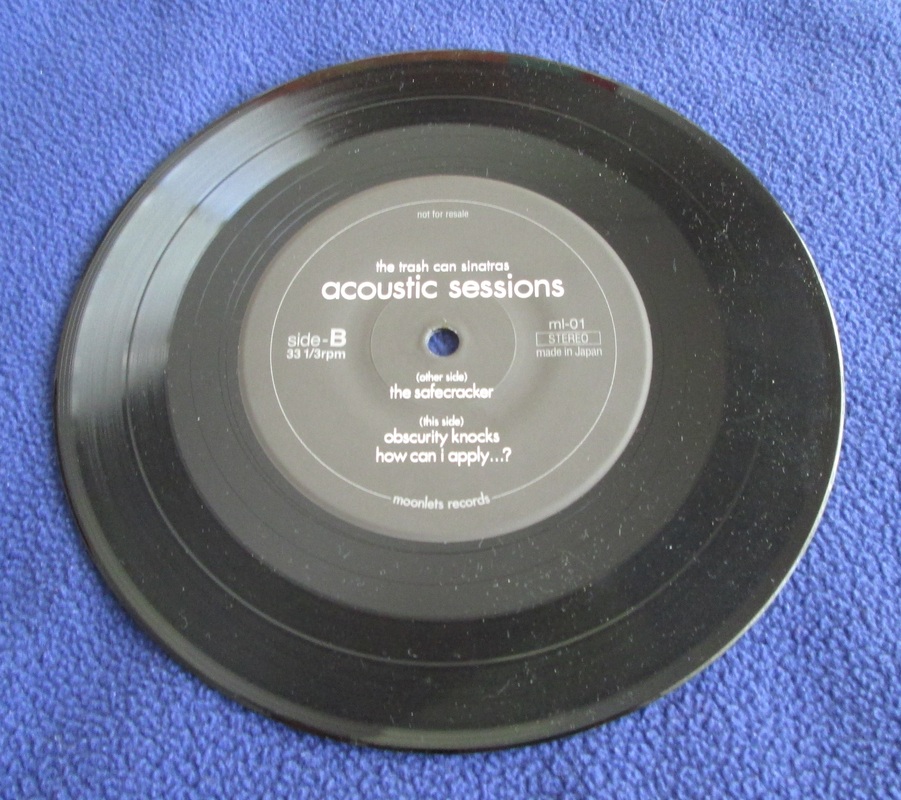 not for resale
the trash can sinatras
acoustic sessions
side-B
33 1/3rpm
ml-01
STEREO
made in Japan
(other side)
the safecracker
(this side)
obscurity knocks
how can i apply...?
moonlets records